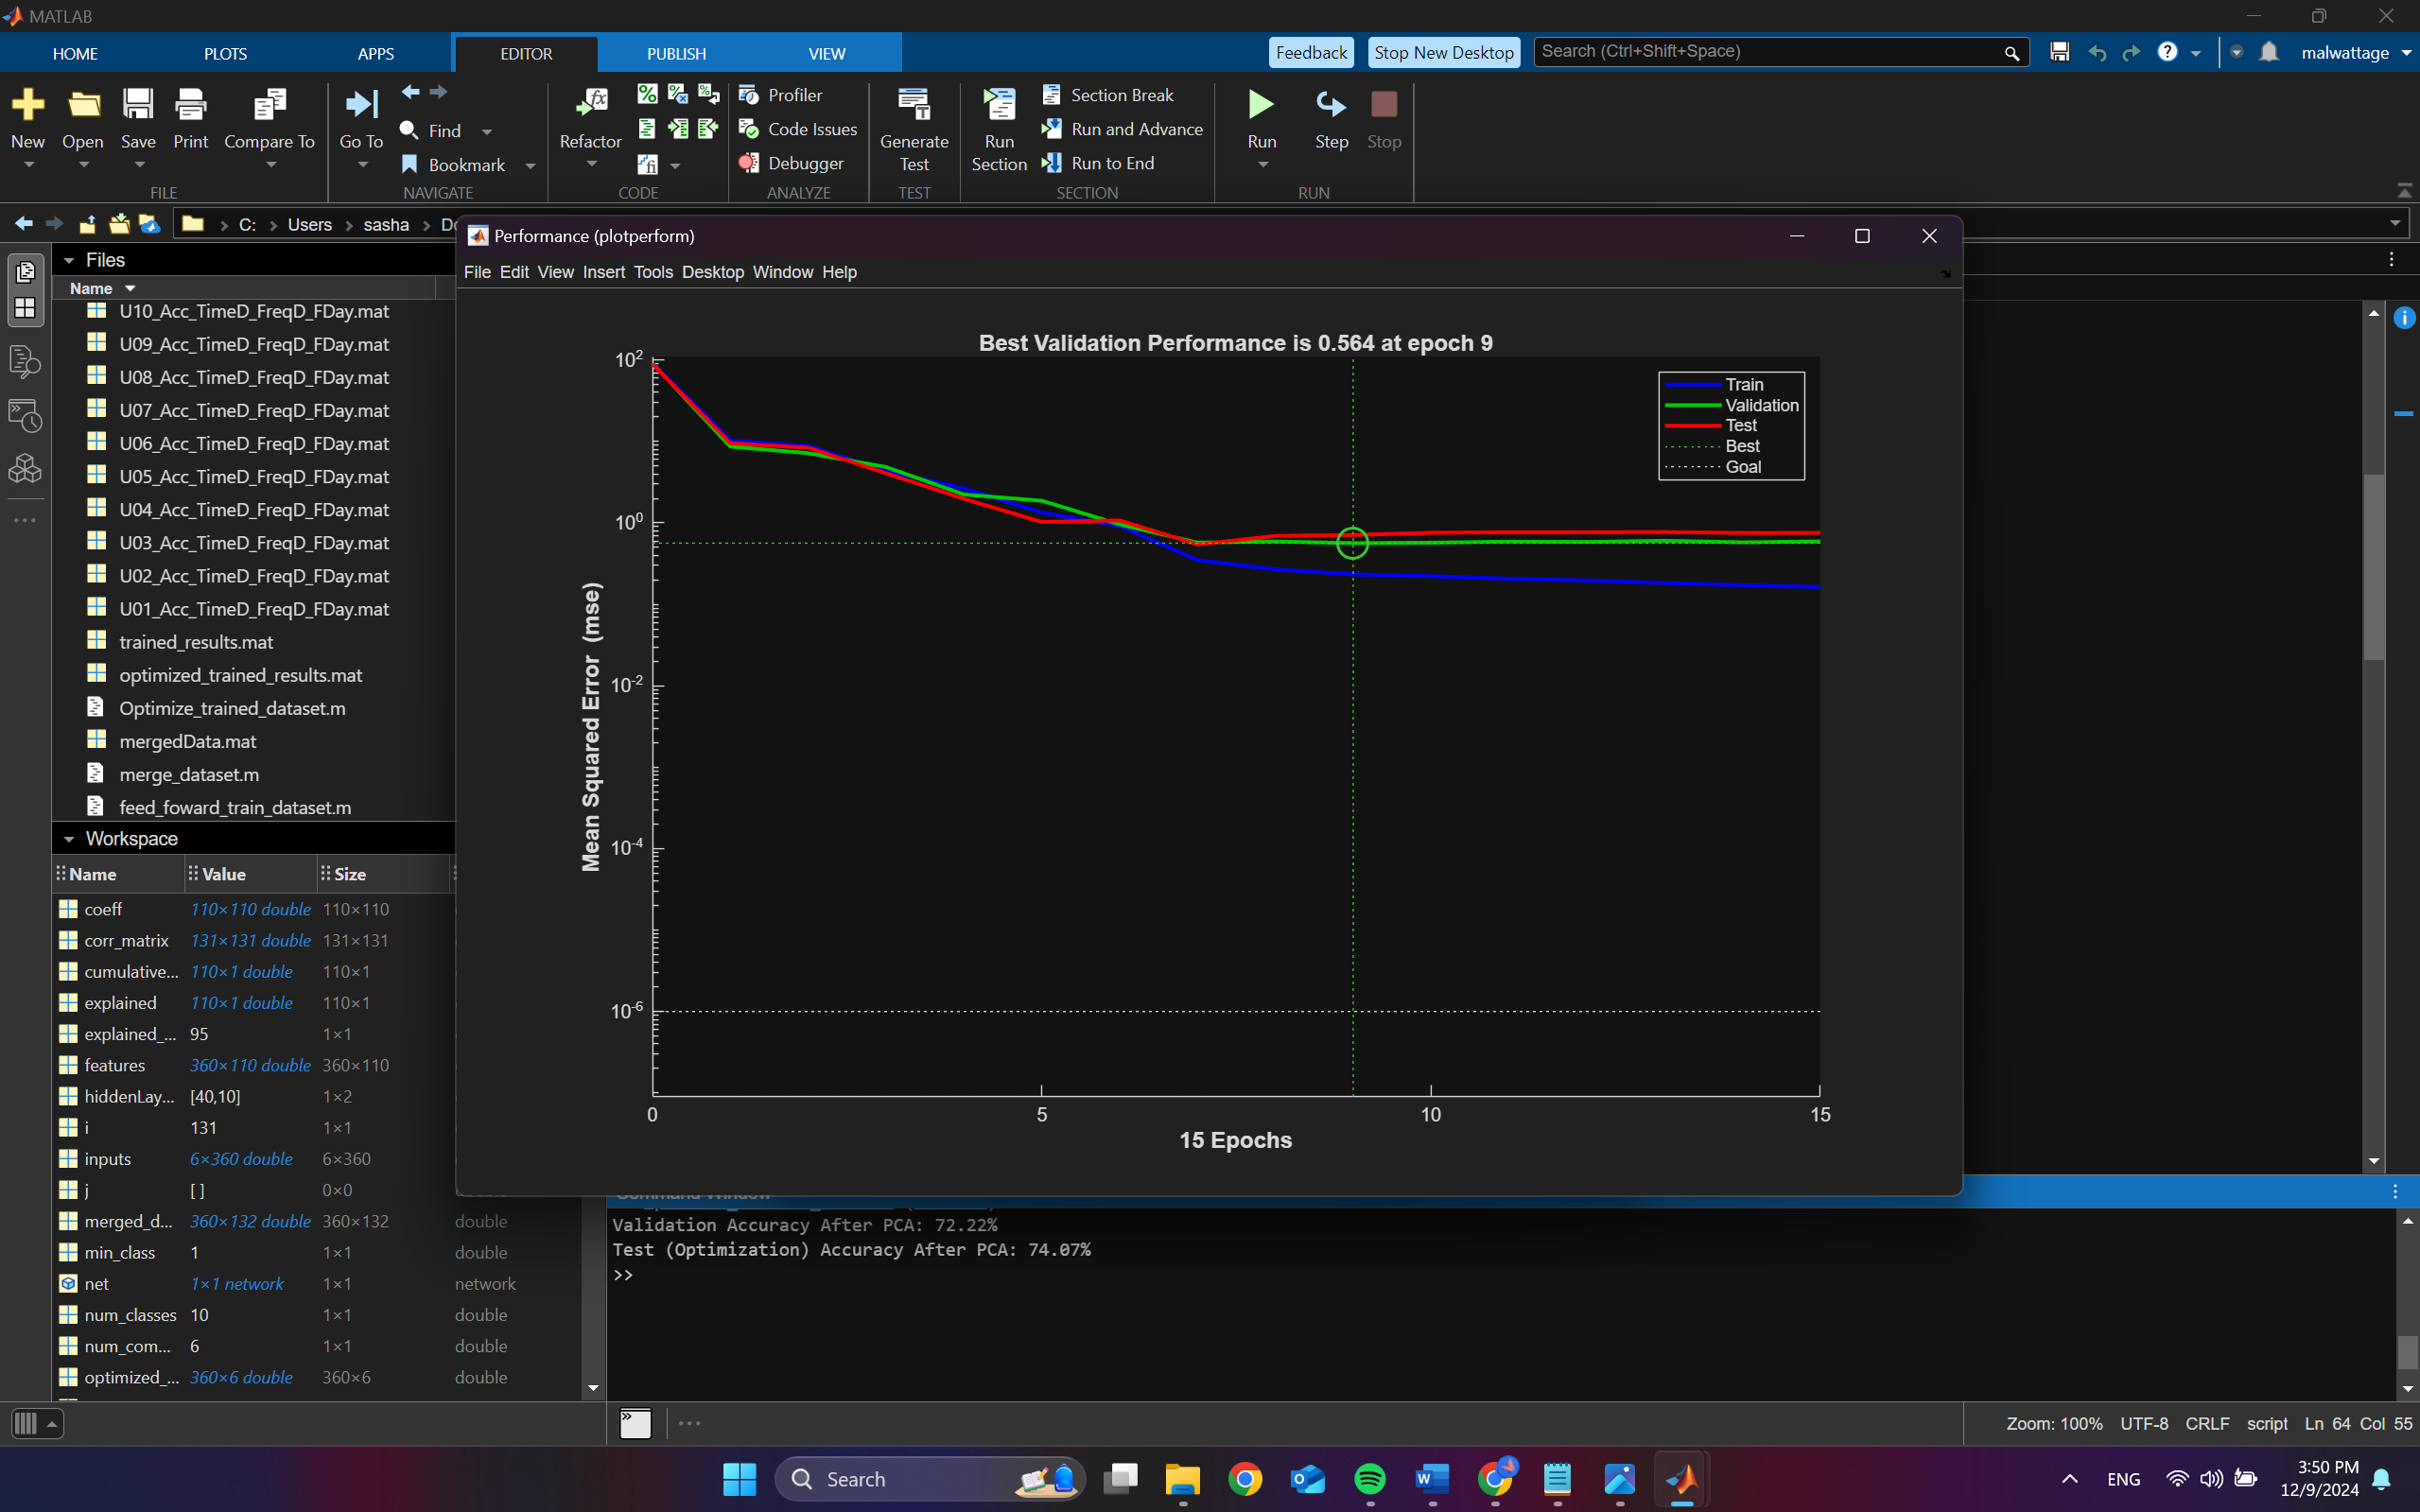 MATLAB
HOME PLOTS APPS EDITOR PUBLISH VIEW Feedback Stop New Desktop Search (Ctrl+Shift+Space) malwattage
New Open Save Print Compare To
FILE
Go To Find Bookmark
NAVIGATE
Refactor
CODE
Profiler
Code Issues
Debugger
ANALYZE
Generate
Test
TEST
Run
Section
Section Break
Run and Advance
Run to End
SECTION
Run Step Stop
RUN
C: Users sasha
Files
Name
U10_Acc_TimeD_FreqD_FDay.mat
U09_Acc_TimeD_FreqD_FDay.mat
U08_Acc_TimeD_FreqD_FDay.mat
U07_Acc_TimeD_FreqD_FDay.mat
U06_Acc_TimeD_FreqD_FDay.mat
U05_Acc_TimeD_FreqD_FDay.mat
U04_Acc_TimeD_FreqD_FDay.mat
U03_Acc_TimeD_FreqD_FDay.mat
U02_Acc_TimeD_FreqD_FDay.mat
U01_Acc_TimeD_FreqD_FDay.mat
trained_results.mat
optimized_trained_results.mat
Optimize_trained_dataset.m
mergedData.mat
merge_dataset.m
feed_foward_train_dataset.m
Workspace
Name Value Size
coeff 110×110 double 110×110
corr_matrix 131×131 double 131×131
cumulative... 110×1 double 110×1
explained 110×1 double 110×1
explained_... 95 1×1
features 360×110 double 360×110
hiddenLay... [40,10] 1×2
i 131 1×1
inputs 6×360 double 6×360
j [ ] 0×0
merged_d... 360×132 double 360×132 double
min_class 1 1×1 double
net 1×1 network 1×1 network
num_classes 10 1×1 double
num_com... 6 1×1 double
optimized_... 360×6 double 360×6 double
Performance (plotperform)
File Edit View Insert Tools Desktop Window Help
Best Validation Performance is 0.564 at epoch 9
Train
Validation
Test
Best
Goal
10²
10⁰
10⁻²
10⁻⁴
10⁻⁶
Mean Squared Error (mse)
0 5 10 15
15 Epochs
Validation Accuracy After PCA: 72.22%
Test (Optimization) Accuracy After PCA: 74.07%
>>
Zoom: 100% UTF-8 CRLF script Ln 64 Col 55
Search
ENG
3:50 PM
12/9/2024